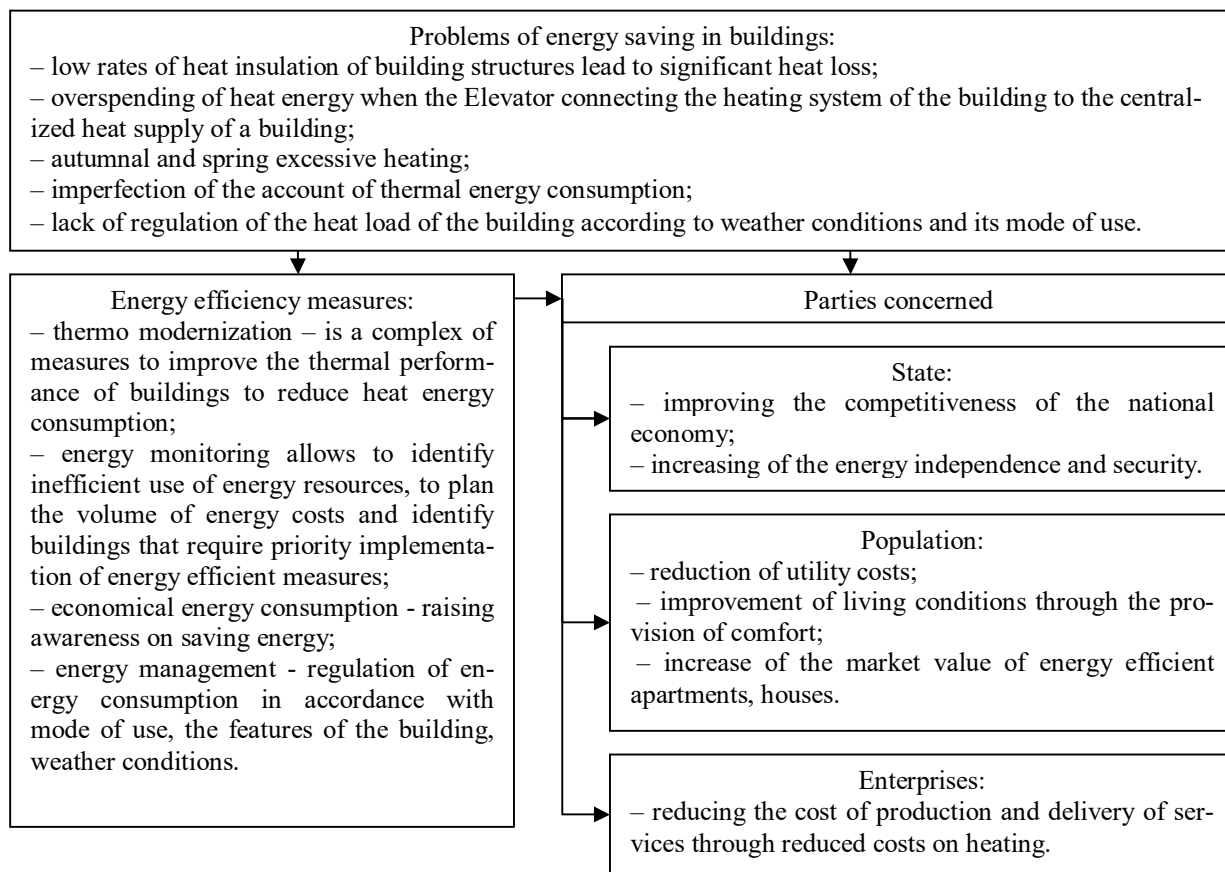 Problems of energy saving in buildings:
– low rates of heat insulation of building structures lead to significant heat loss;
– overspending of heat energy when the Elevator connecting the heating system of the building to the central-
ized heat supply of a building;
– autumnal and spring excessive heating;
– imperfection of the account of thermal energy consumption;
– lack of regulation of the heat load of the building according to weather conditions and its mode of use.
Energy efficiency measures:
– thermo modernization – is a complex of
measures to improve the thermal perform-
ance of buildings to reduce heat energy
consumption;
– energy monitoring allows to identify
inefficient use of energy resources, to plan
the volume of energy costs and identify
buildings that require priority implementa-
tion of energy efficient measures;
– economical energy consumption - raising
awareness on saving energy;
– energy management - regulation of en-
ergy consumption in accordance with
mode of use, the features of the building,
weather conditions.
Parties concerned
State:
– improving the competitiveness of the national
economy;
– increasing of the energy independence and security.
Population:
– reduction of utility costs;
– improvement of living conditions through the pro-
vision of comfort;
– increase of the market value of energy efficient
apartments, houses.
Enterprises:
– reducing the cost of production and delivery of ser-
vices through reduced costs on heating.